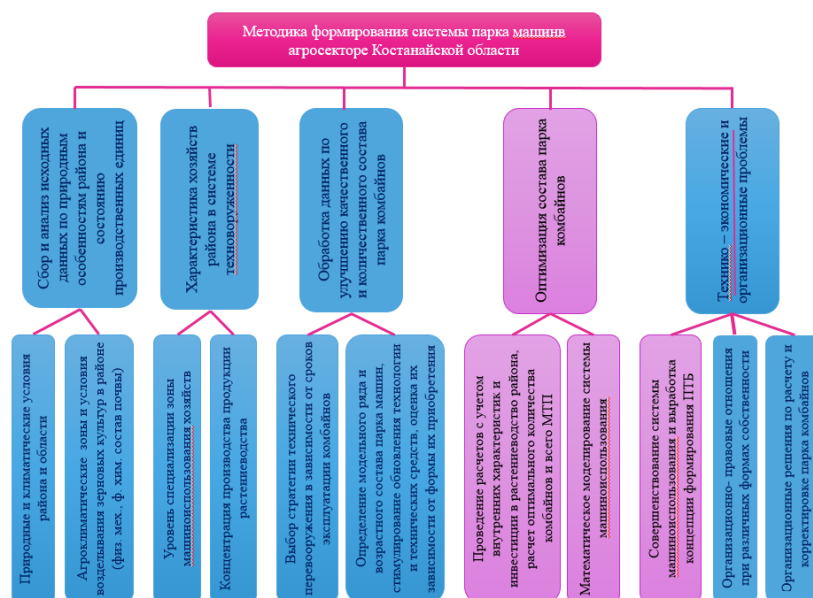 Методика формирования системы парка машинв
агросекторе Костанайской области
Сбор и анализ исходных
данных по природным
особенностям района и
состоянию
производственных единиц
Характеристика хозяйств
района в системе
техновооруженности
Обработка данных по
улучшению качественного
и количественного состава
парка комбайнов
Оптимизация состава парка
комбайнов
Технико – экономические и
организационные проблемы
Природные и климатические условия
района и области
Агроклиматические зоны и условия
возделывания зерновых культур в районе
(физ. мех., ф. хим. состав почвы)
Уровень специализации зоны
машиноиспользования хозяйств
Концентрация производства продукции
растениеводства
Выбор стратегии технического
перевооружения в зависимости от сроков
эксплуатации комбайнов
Определение модельного ряда и
возрастного состава парка машин,
стимулирование обновления технологии
и технических средств, оценка их
зависимости от формы их приобретения
Проведение расчетов с учетом
внутренних характеристик и
инвестиции в растениеводство района,
расчет оптимального количества
комбайнов и всего МТП
Математическое моделирование системы
машиноиспользования
Совершенствование системы
машиноиспользования и выработка
концепции формирования ПТБ
Организационно- правовые отношения
при различных формах собственности
Организационные решения по расчету и
корректировке парка комбайнов